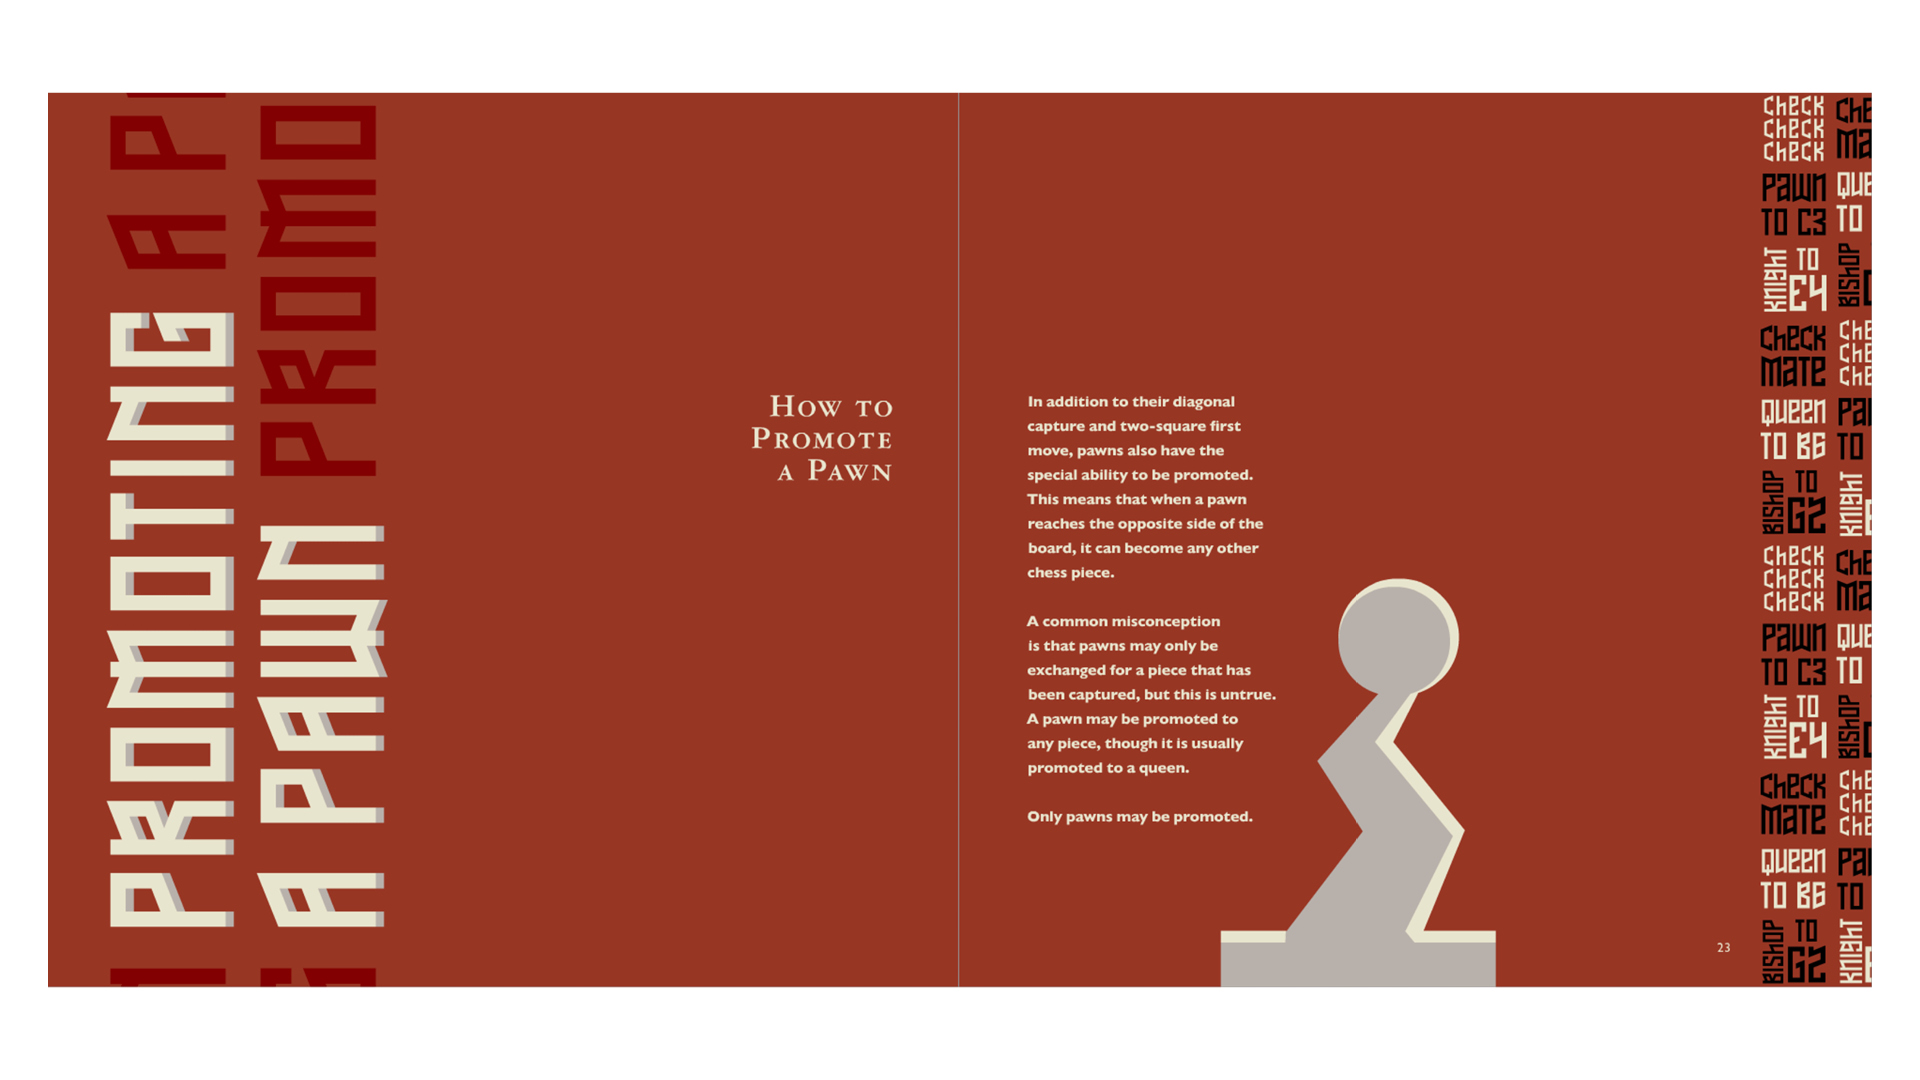 PROMOTING
A PAWN
PROMO
A P
How to
Promote
a Pawn
In addition to their diagonal
capture and two-square first
move, pawns also have the
special ability to be promoted.
This means that when a pawn
reaches the opposite side of the
board, it can become any other
chess piece.
A common misconception
is that pawns may only be
exchanged for a piece that has
been captured, but this is untrue.
A pawn may be promoted to
any piece, though it is usually
promoted to a queen.
Only pawns may be promoted.
23
CHECK
CHECK
CHECK
PAWN
TO C3
KNIGHT TO
E4
CHECK
MATE
QUEEN
TO B6
BISHOP TO
G2
CHECK
CHECK
CHECK
PAWN
TO C3
KNIGHT TO
E4
CHECK
MATE
QUEEN
TO B6
BISHOP TO
G2
CHE
MA
QUE
TO
BISHOP
CHE
CHE
CHE
PA
TO
KNIGHT
CHE
MA
QUE
TO
BISHOP
CHE
CHE
CHE
PA
TO
KNIGHT